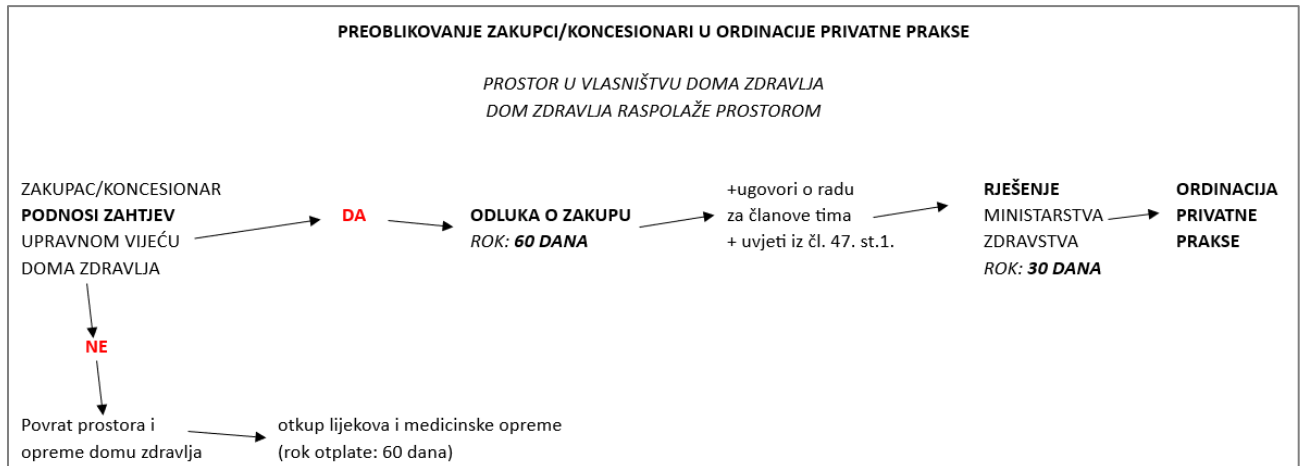 PREOBLIKOVANJE ZAKUPCI/KONCESIONARI U ORDINACIJE PRIVATNE PRAKSE
PROSTOR U VLASNIŠTVU DOMA ZDRAVLJA
DOM ZDRAVLJA RASPOLAŽE PROSTOROM
ZAKUPAC/KONCESIONAR
PODNOSI ZAHTJEV
UPRAVNOM VIJEĆU
DOMA ZDRAVLJA
DA
ODLUKA O ZAKUPU
ROK: 60 DANA
+ugovori o radu
za članove tima
+ uvjeti iz čl. 47. st.1.
RJEŠENJE
MINISTARSTVA
ZDRAVSTVA
ROK: 30 DANA
ORDINACIJA
PRIVATNE
PRAKSE
NE
Povrat prostora i
opreme domu zdravlja
otkup lijekova i medicinske opreme
(rok otplate: 60 dana)